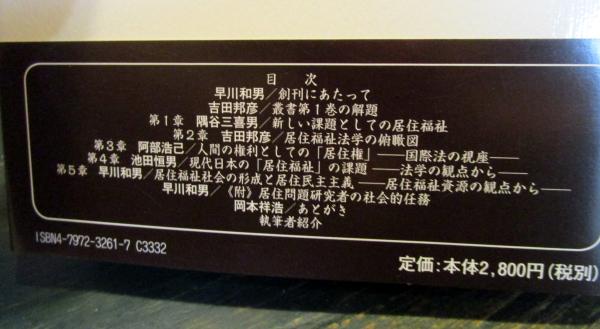 目 次
早川和男／創刊にあたって
吉田邦彦／叢書第1巻の解題
第1章 隅谷三喜男／新しい課題としての居住福祉
第2章 吉田邦彦／居住福祉法学の俯瞰図
第3章 阿部浩己／人間の権利としての「居住権」――国際法の視座――
第4章 池田恒男／現代日本の「居住福祉」の課題――法学の観点から――
第5章 早川和男／居住福祉社会の形成と居住民主主義――居住福祉資源の観点から――
早川和男／《附》居住問題研究者の社会的任務
岡本祥浩／あとがき
執筆者紹介
ISBN4-7972-3261-7 C3332
定価:本体2,800円(税別)